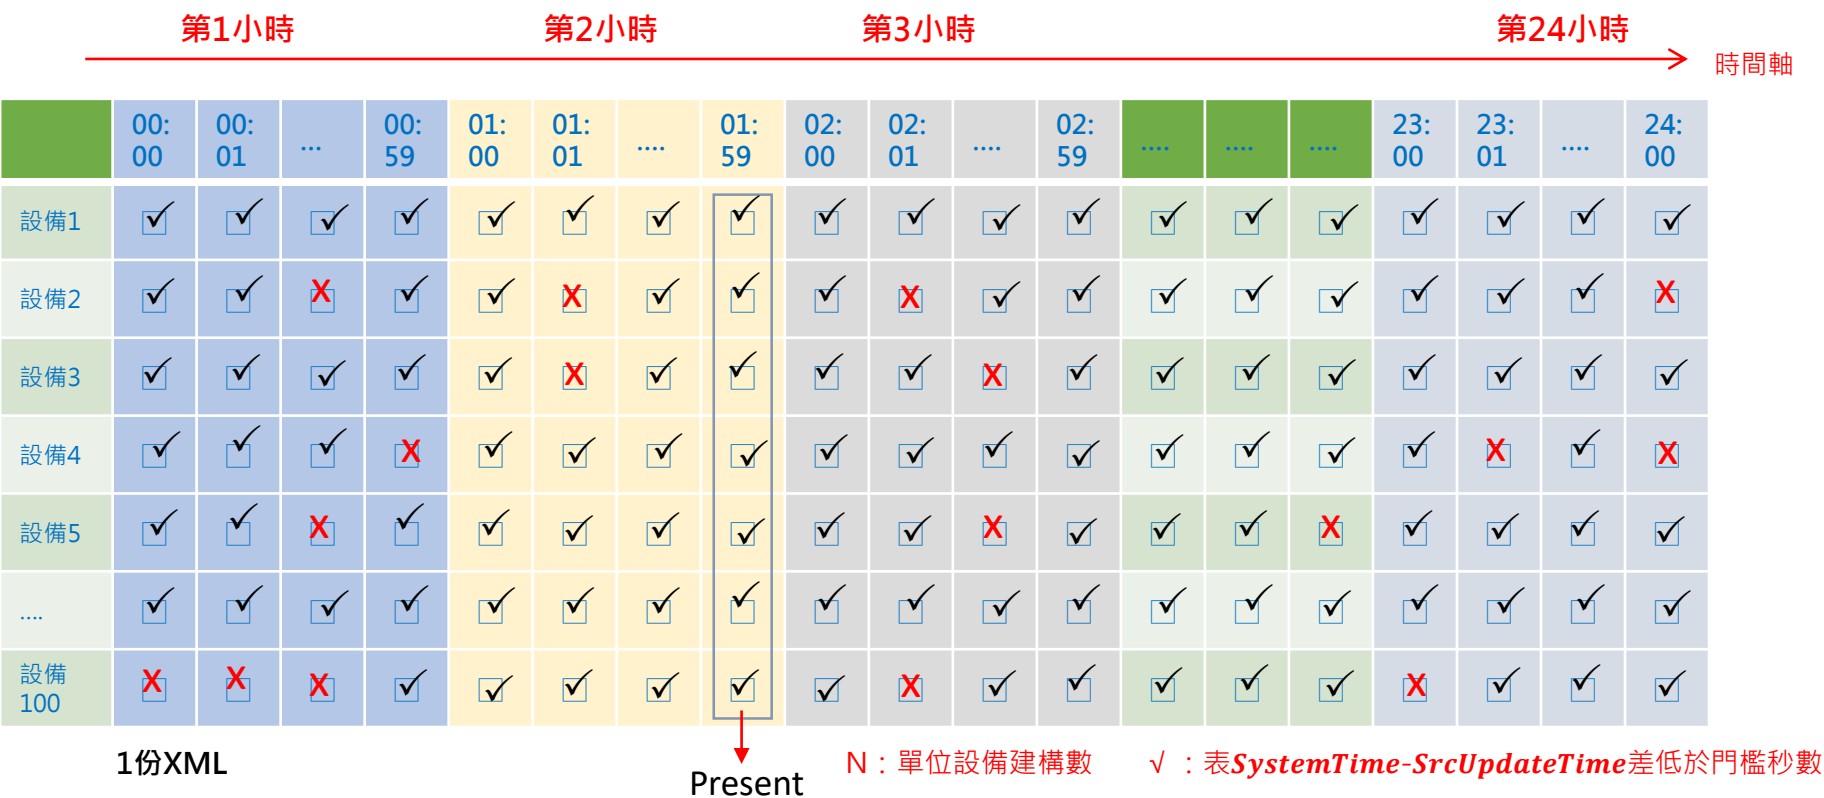 第1小時 第2小時 第3小時 第24小時
時間軸
00: 00: ... 00: 01: 01: .... 01: 02: 02: .... 02: .... .... .... 23: 23: .... 24:
00 01 59 00 01 59 00 01 59 00 01 00
設備1 ✓ ✓ ✓ ✓ ✓ ✓ ✓ ✓ ✓ ✓ ✓ ✓ ✓ ✓ ✓ ✓ ✓ ✓ ✓
設備2 ✓ ✓ X ✓ ✓ X ✓ ✓ ✓ X ✓ ✓ ✓ ✓ ✓ ✓ ✓ ✓ X
設備3 ✓ ✓ ✓ ✓ ✓ X ✓ ✓ ✓ ✓ X ✓ ✓ ✓ ✓ ✓ ✓ ✓ ✓
設備4 ✓ ✓ ✓ X ✓ ✓ ✓ ✓ ✓ ✓ ✓ ✓ ✓ ✓ ✓ ✓ X ✓ X
設備5 ✓ ✓ X ✓ ✓ ✓ ✓ ✓ ✓ ✓ X ✓ ✓ ✓ X ✓ ✓ ✓ ✓
.... ✓ ✓ ✓ ✓ ✓ ✓ ✓ ✓ ✓ ✓ ✓ ✓ ✓ ✓ ✓ ✓ ✓ ✓ ✓
設備
100 X X X ✓ ✓ ✓ ✓ ✓ ✓ X ✓ ✓ ✓ ✓ ✓ X ✓ ✓ ✓
1份XML
Present
N：單位設備建構數 √ ：表SystemTime-SrcUpdateTime差低於門檻秒數